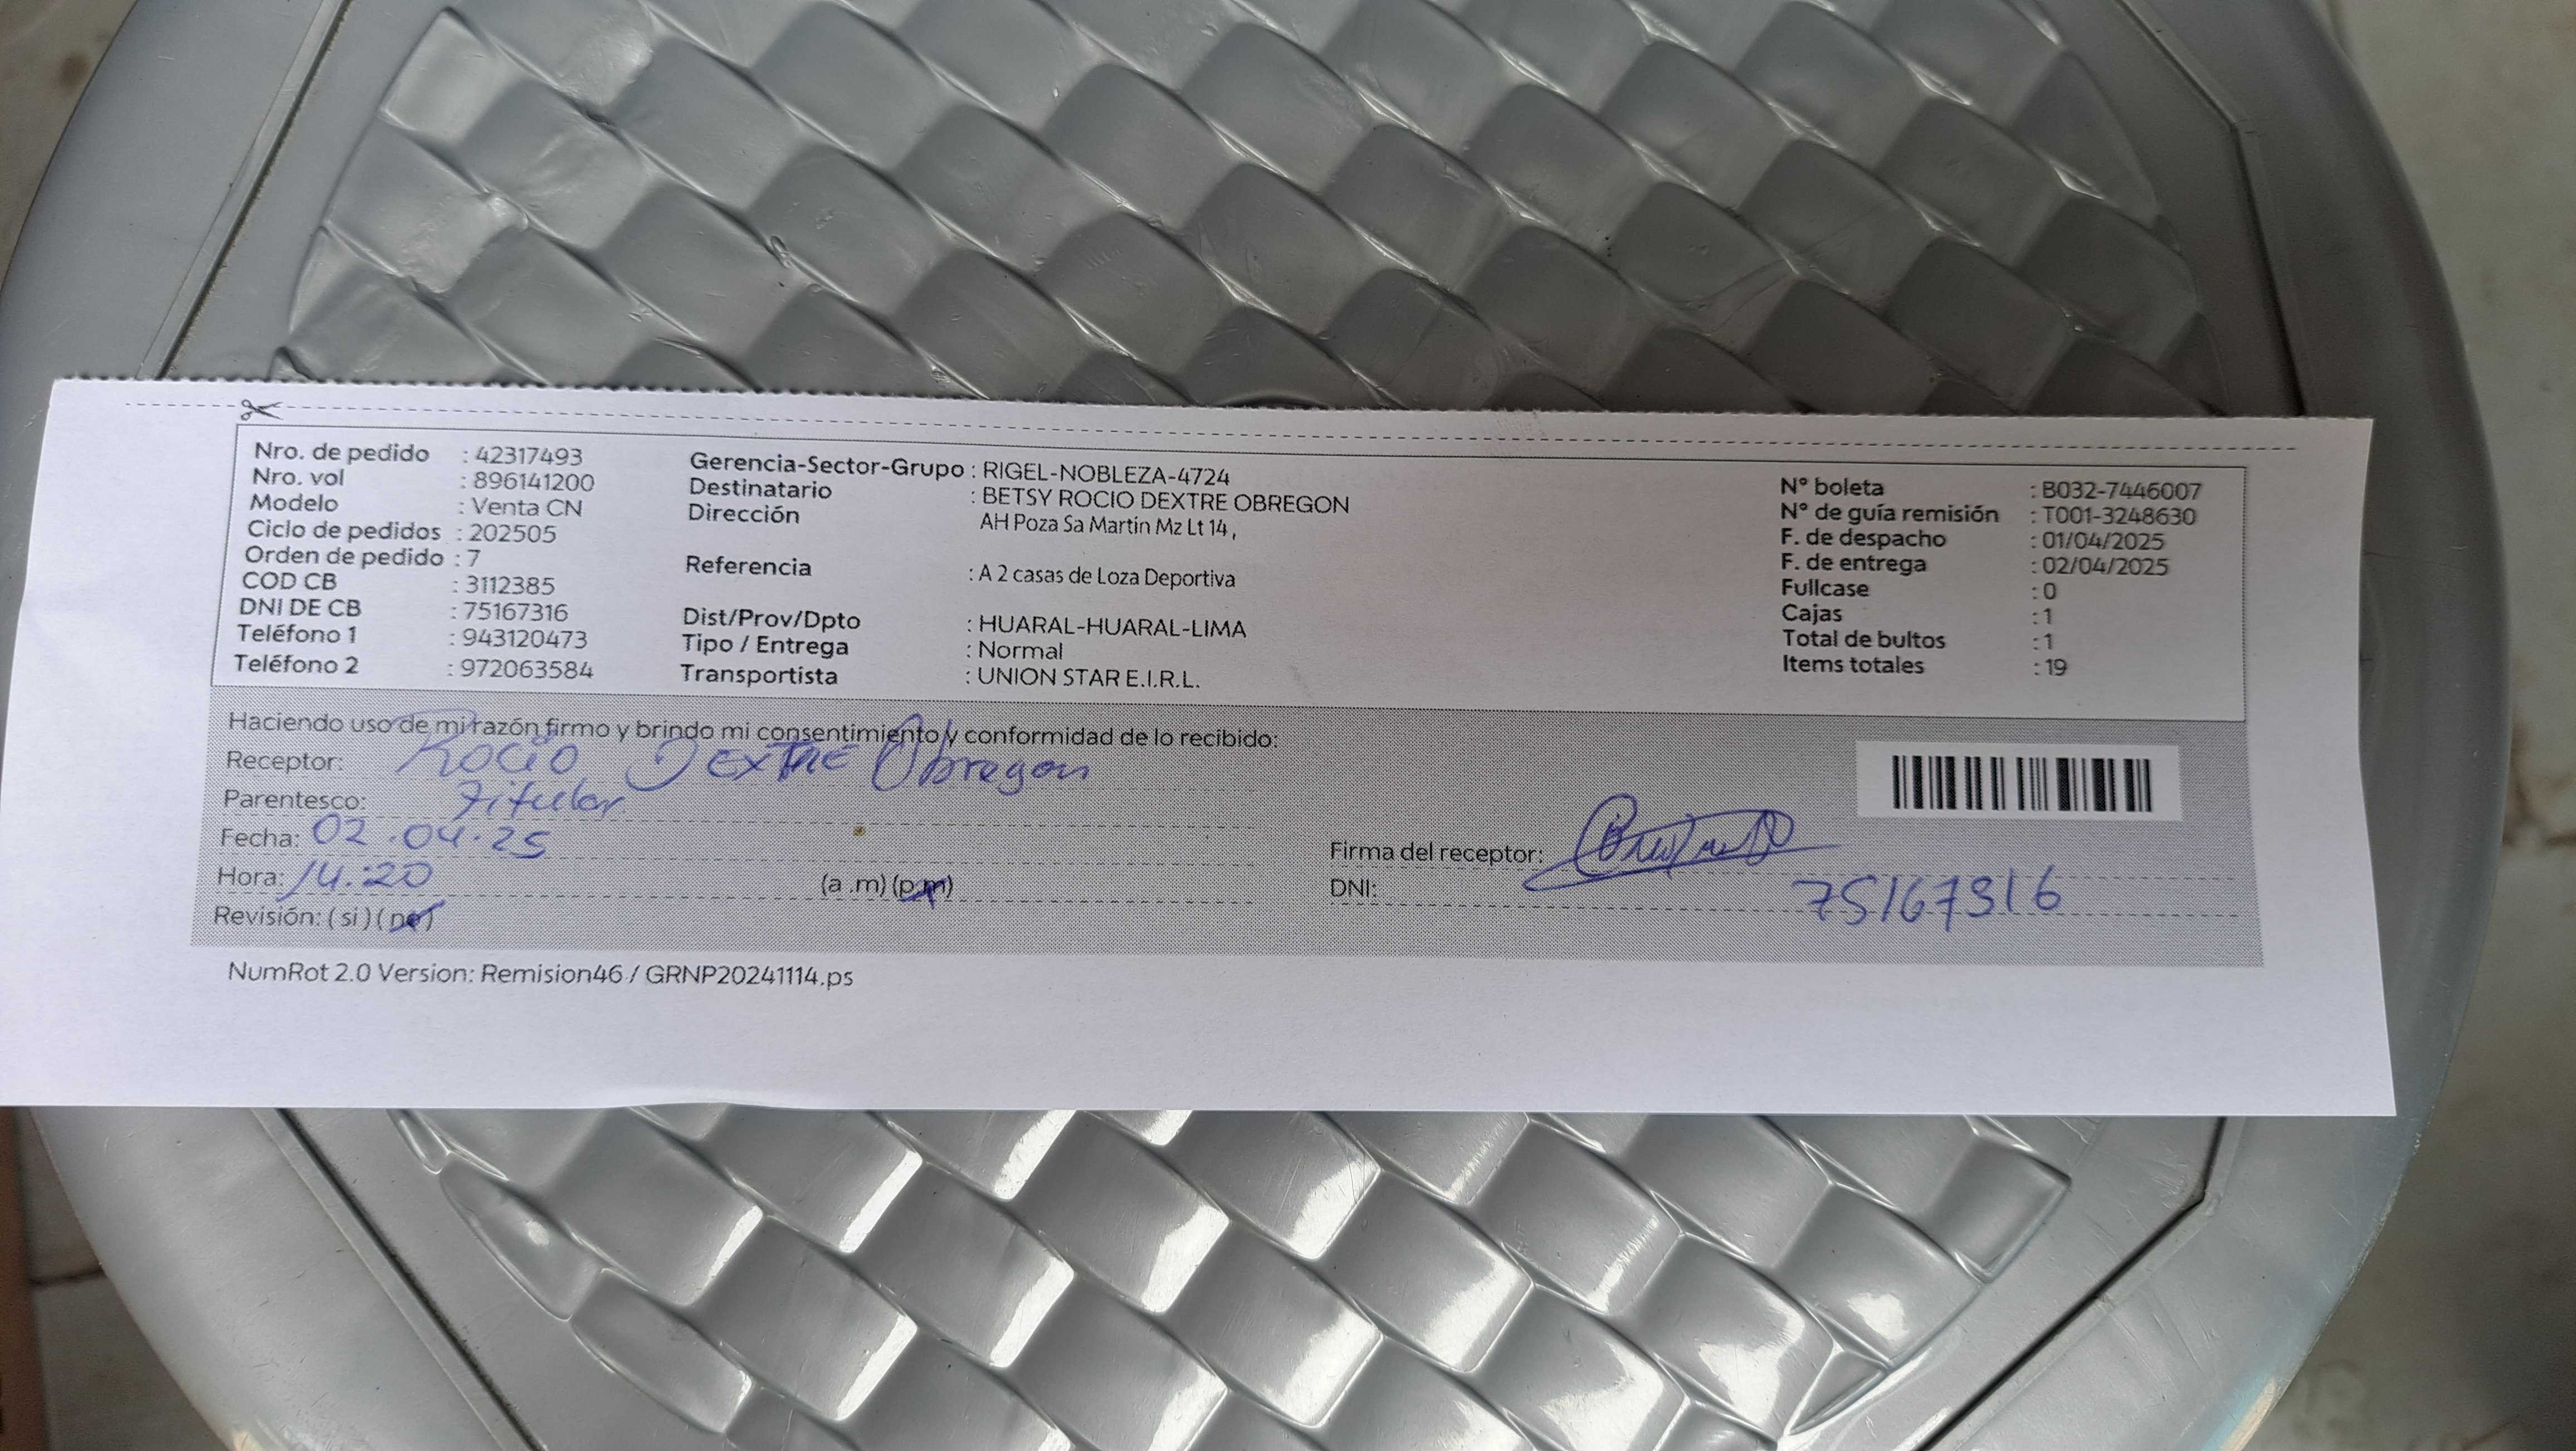 Nro. de pedido : 42317493
Nro. vol : 896141200
Modelo : Venta CN
Ciclo de pedidos : 202505
Orden de pedido : 7
COD CB : 3112385
DNI DE CB : 75167316
Teléfono 1 : 943120473
Teléfono 2 : 972063584
Gerencia-Sector-Grupo : RIGEL-NOBLEZA-4724
Destinatario : BETSY ROCIO DEXTRE OBREGON
Dirección AH Poza Sa Martin Mz Lt 14 ,
Referencia : A 2 casas de Loza Deportiva
Dist/Prov/Dpto : HUARAL-HUARAL-LIMA
Tipo / Entrega : Normal
Transportista : UNION STAR E.I.R.L.
N° boleta : B032-7446007
N° de guía remisión : T001-3248630
F. de despacho : 01/04/2025
F. de entrega : 02/04/2025
Fullcase : 0
Cajas : 1
Total de bultos : 1
Items totales : 19
Haciendo uso de mi razón firmo y brindo mi consentimiento y conformidad de lo recibido:
Receptor: Rocio DEXTRE Obregon
Parentesco: Titular
Fecha: 02.04.25
Hora: 14:20 (a .m) (p.m)
Revisión: ( si ) ( no )
Firma del receptor:
DNI: 75167316
NumRot 2.0 Version: Remision46 / GRNP20241114.ps